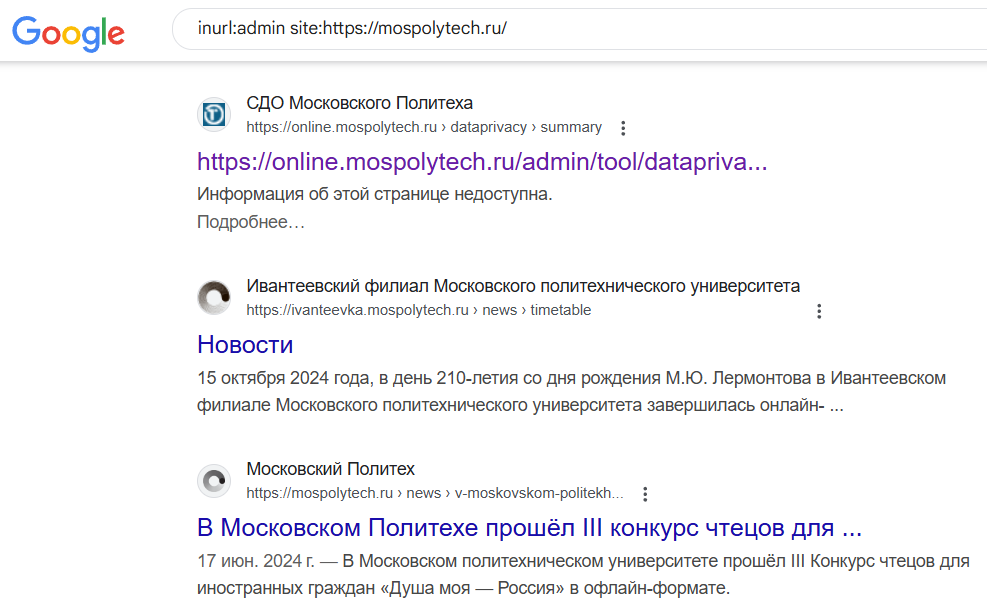 Google
inurl:admin site:https://mospolytech.ru/
СДО Московского Политеха
https://online.mospolytech.ru › dataprivacy › summary
https://online.mospolytech.ru/admin/tool/datapriva...
Информация об этой странице недоступна.
Подробнее…
Ивантеевский филиал Московского политехнического университета
https://ivanteevka.mospolytech.ru › news › timetable
Новости
15 октября 2024 года, в день 210-летия со дня рождения М.Ю. Лермонтова в Ивантеевском
филиале Московского политехнического университета завершилась онлайн- ...
Московский Политех
https://mospolytech.ru › news › v-moskovskom-politekh...
В Московском Политехе прошёл III конкурс чтецов для ...
17 июн. 2024 г. — В Московском политехническом университете прошёл III Конкурс чтецов для
иностранных граждан «Душа моя — Россия» в офлайн-формате.